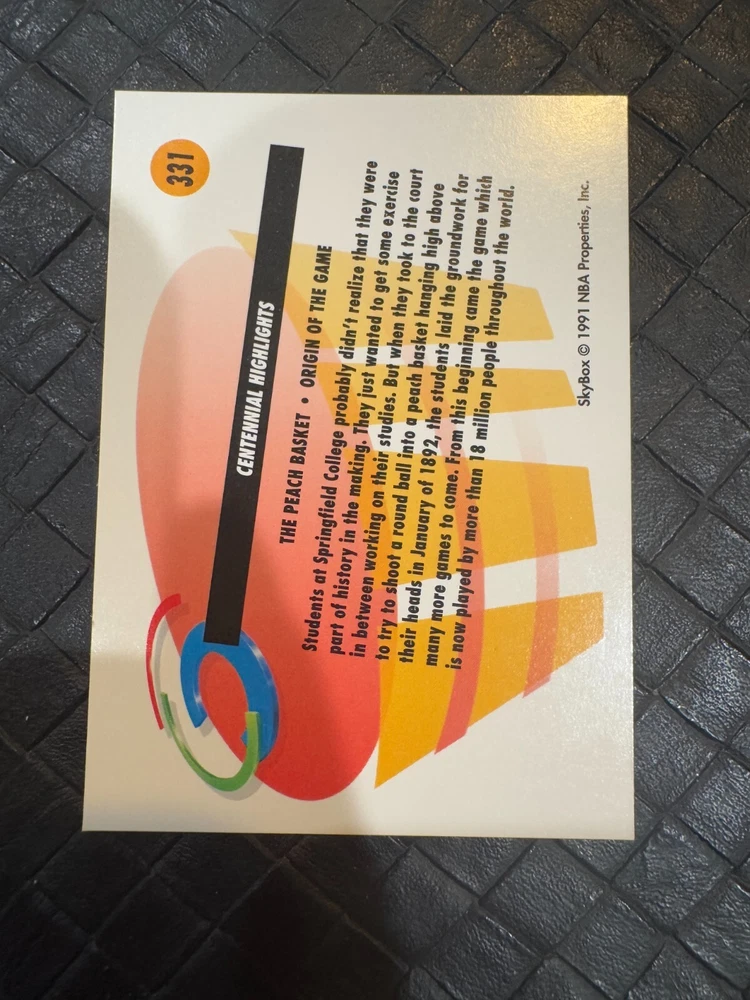 331
CENTENNIAL HIGHLIGHTS
THE PEACH BASKET • ORIGIN OF THE GAME
Students at Springfield College probably didn't realize that they were
part of history in the making. They just wanted to get some exercise
in between working on their studies. But when they took to the court
to try to shoot a round ball into a peach basket hanging high above
their heads in January of 1892, the students laid the groundwork for
many more games to come. From this beginning came the game which
is now played by more than 18 million people throughout the world.
SkyBox © 1991 NBA Properties, Inc.